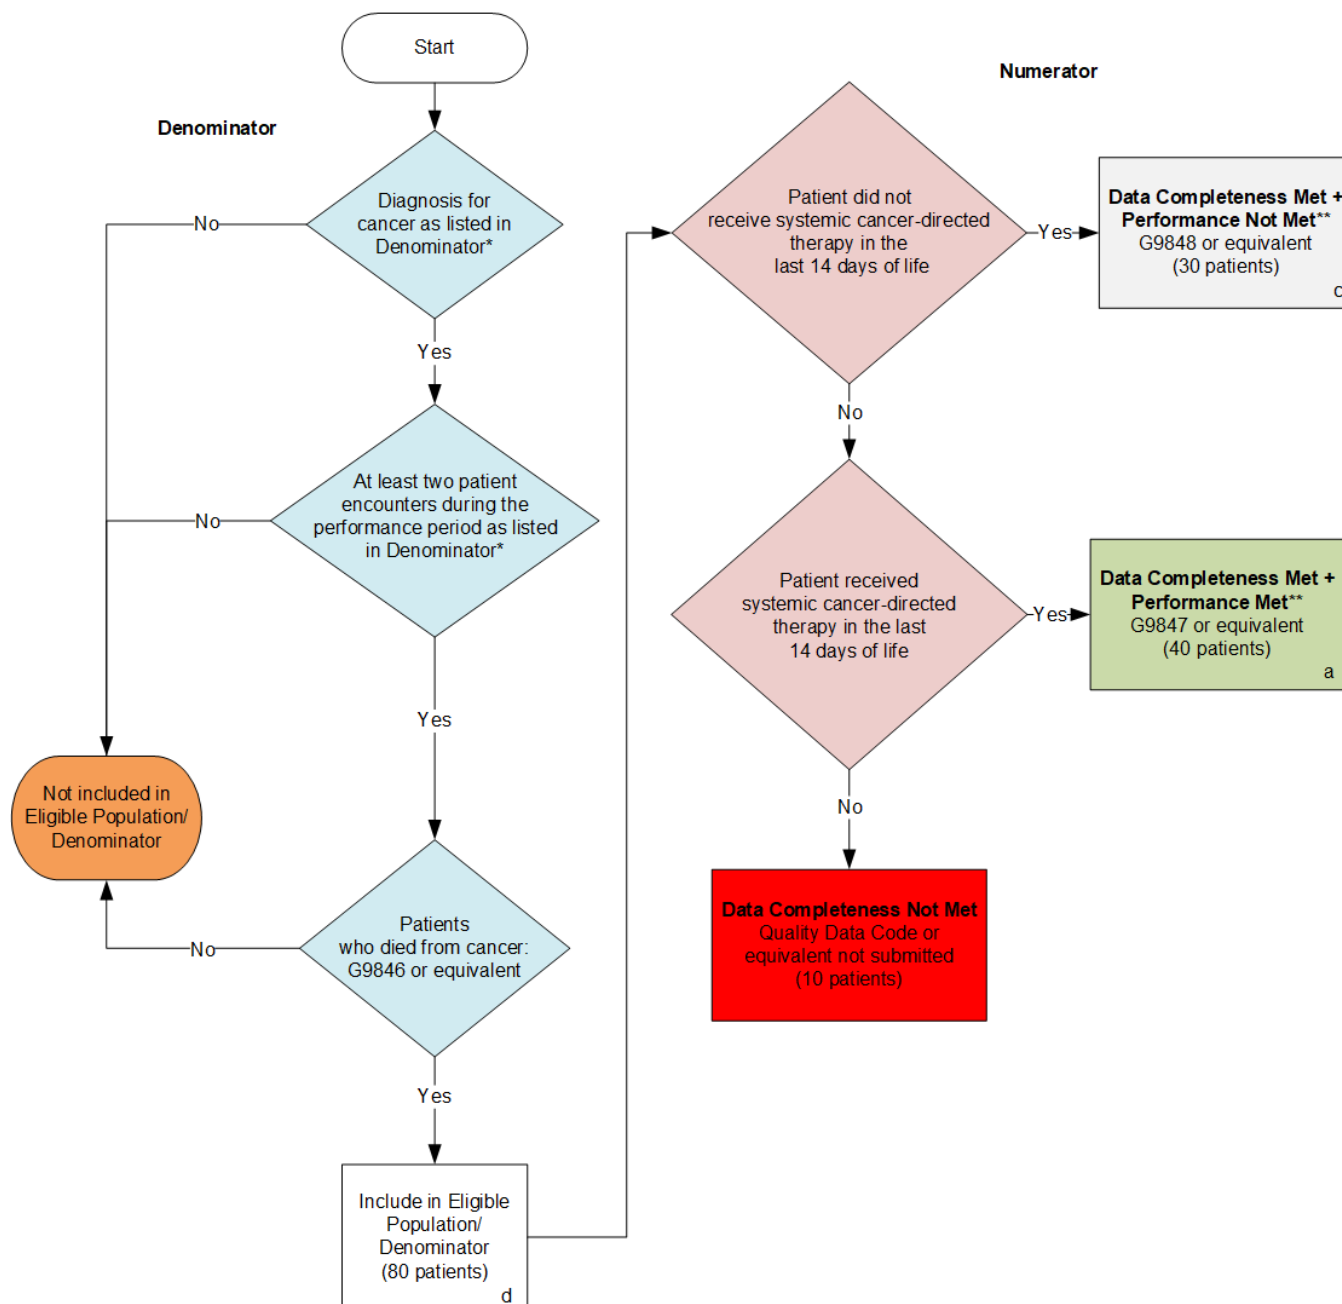 Start
Denominator
Diagnosis for
cancer as listed in
Denominator*
No
Yes
At least two patient
encounters during the
performance period as listed
in Denominator*
No
Yes
Not included in
Eligible Population/
Denominator
Patients
who died from cancer:
G9846 or equivalent
No
Yes
Include in Eligible
Population/
Denominator
(80 patients)
d
Numerator
Patient did not
receive systemic cancer-directed
therapy in the
last 14 days of life
Yes
Data Completeness Met +
Performance Not Met**
G9848 or equivalent
(30 patients)
c
No
Patient received
systemic cancer-directed
therapy in the last
14 days of life
Yes
Data Completeness Met +
Performance Met**
G9847 or equivalent
(40 patients)
a
No
Data Completeness Not Met
Quality Data Code or
equivalent not submitted
(10 patients)